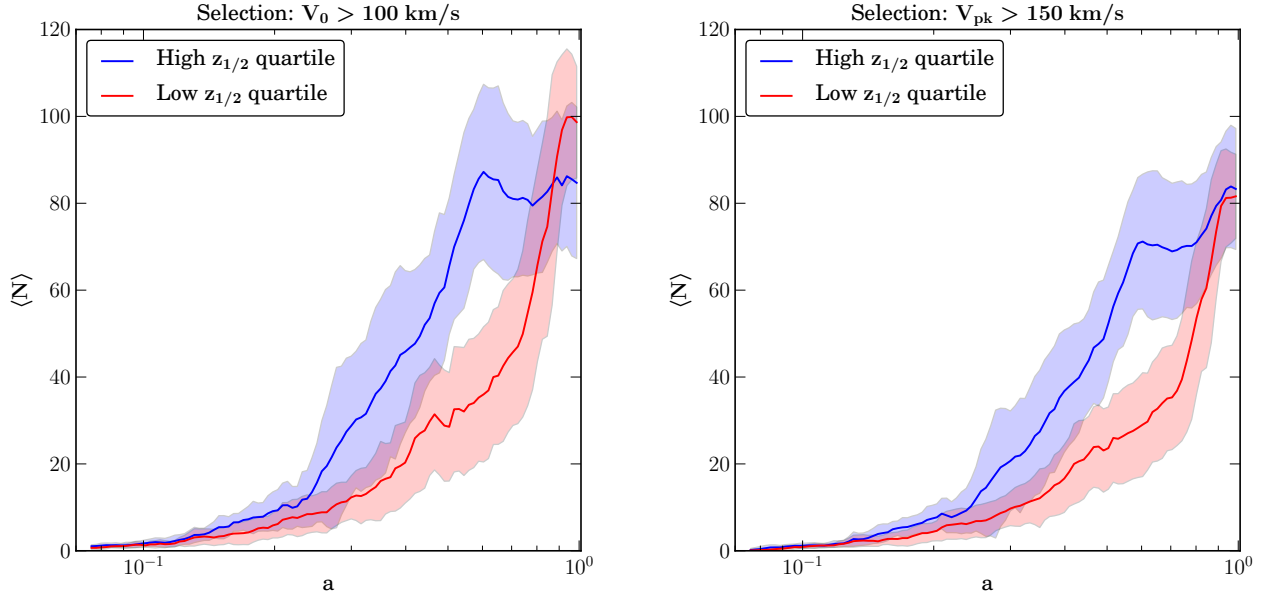 Selection: V₀ > 100 km/s
120
100
80
60
40
20
0
⟨N⟩
High z₁/₂ quartile
Low z₁/₂ quartile
10⁻¹
10⁰
a
Selection: Vₚₖ > 150 km/s
120
100
80
60
40
20
0
⟨N⟩
High z₁/₂ quartile
Low z₁/₂ quartile
10⁻¹
10⁰
a